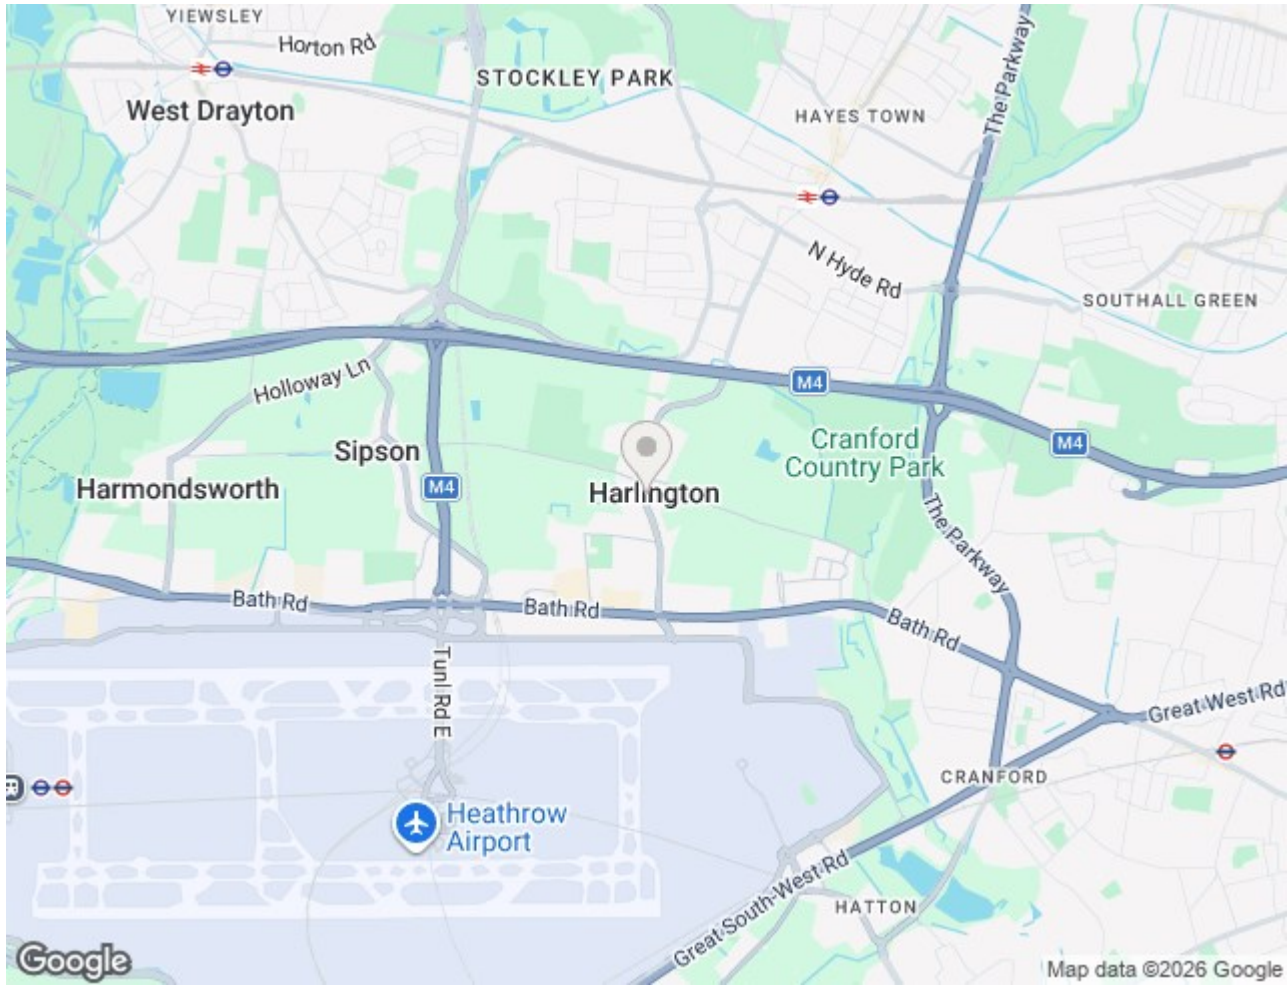 YIEWSLEY
Horton Rd
West Drayton
STOCKLEY PARK
HAYES TOWN
The Parkway
N Hyde Rd
SOUTHALL GREEN
Holloway Ln
M4
Cranford
Country Park
M4
Sipson
Harmondsworth
M4
Harlington
The Parkway
Bath Rd
Bath Rd
Bath Rd
Tunl Rd E
Great West Rd
CRANFORD
Heathrow
Airport
Great South-West Rd
HATTON
Google
Map data ©2026 Google